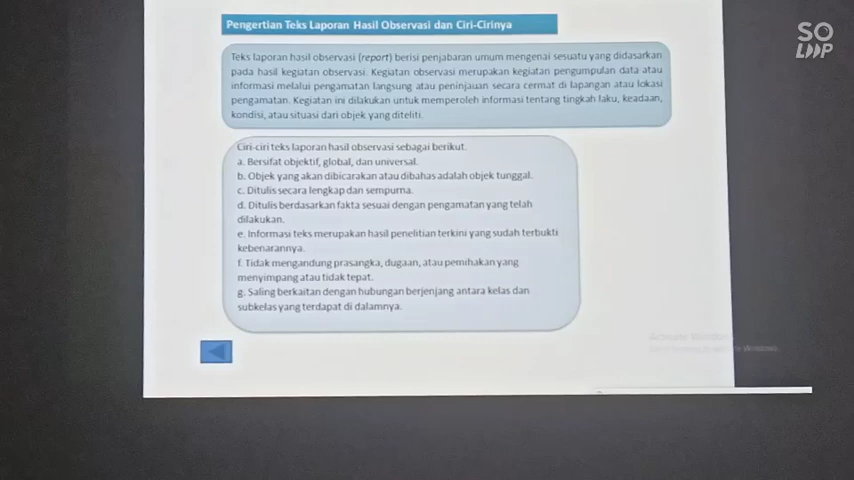 Pengertian Teks Laporan Hasil Observasi dan Ciri-Cirinya
SO
LOOP
Teks laporan hasil observasi (report) berisi penjabaran umum mengenai sesuatu yang didasarkan
pada hasil kegiatan observasi. Kegiatan observasi merupakan kegiatan pengumpulan data atau
informasi melalui pengamatan langsung atau peninjauan secara cermat di lapangan atau lokasi
pengamatan. Kegiatan ini dilakukan untuk memperoleh informasi tentang tingkah laku, keadaan,
kondisi, atau situasi dari objek yang diteliti.
Ciri-ciri teks laporan hasil observasi sebagai berikut.
a. Bersifat objektif, global, dan universal.
b. Objek yang akan dibicarakan atau dibahas adalah objek tunggal.
c. Ditulis secara lengkap dan sempurna.
d. Ditulis berdasarkan fakta sesuai dengan pengamatan yang telah
dilakukan.
e. Informasi teks merupakan hasil penelitian terkini yang sudah terbukti
kebenarannya.
f. Tidak mengandung prasangka, dugaan, atau pemihakan yang
menyimpang atau tidak tepat.
g. Saling berkaitan dengan hubungan berjenjang antara kelas dan
subkelas yang terdapat di dalamnya.
Activate Windows